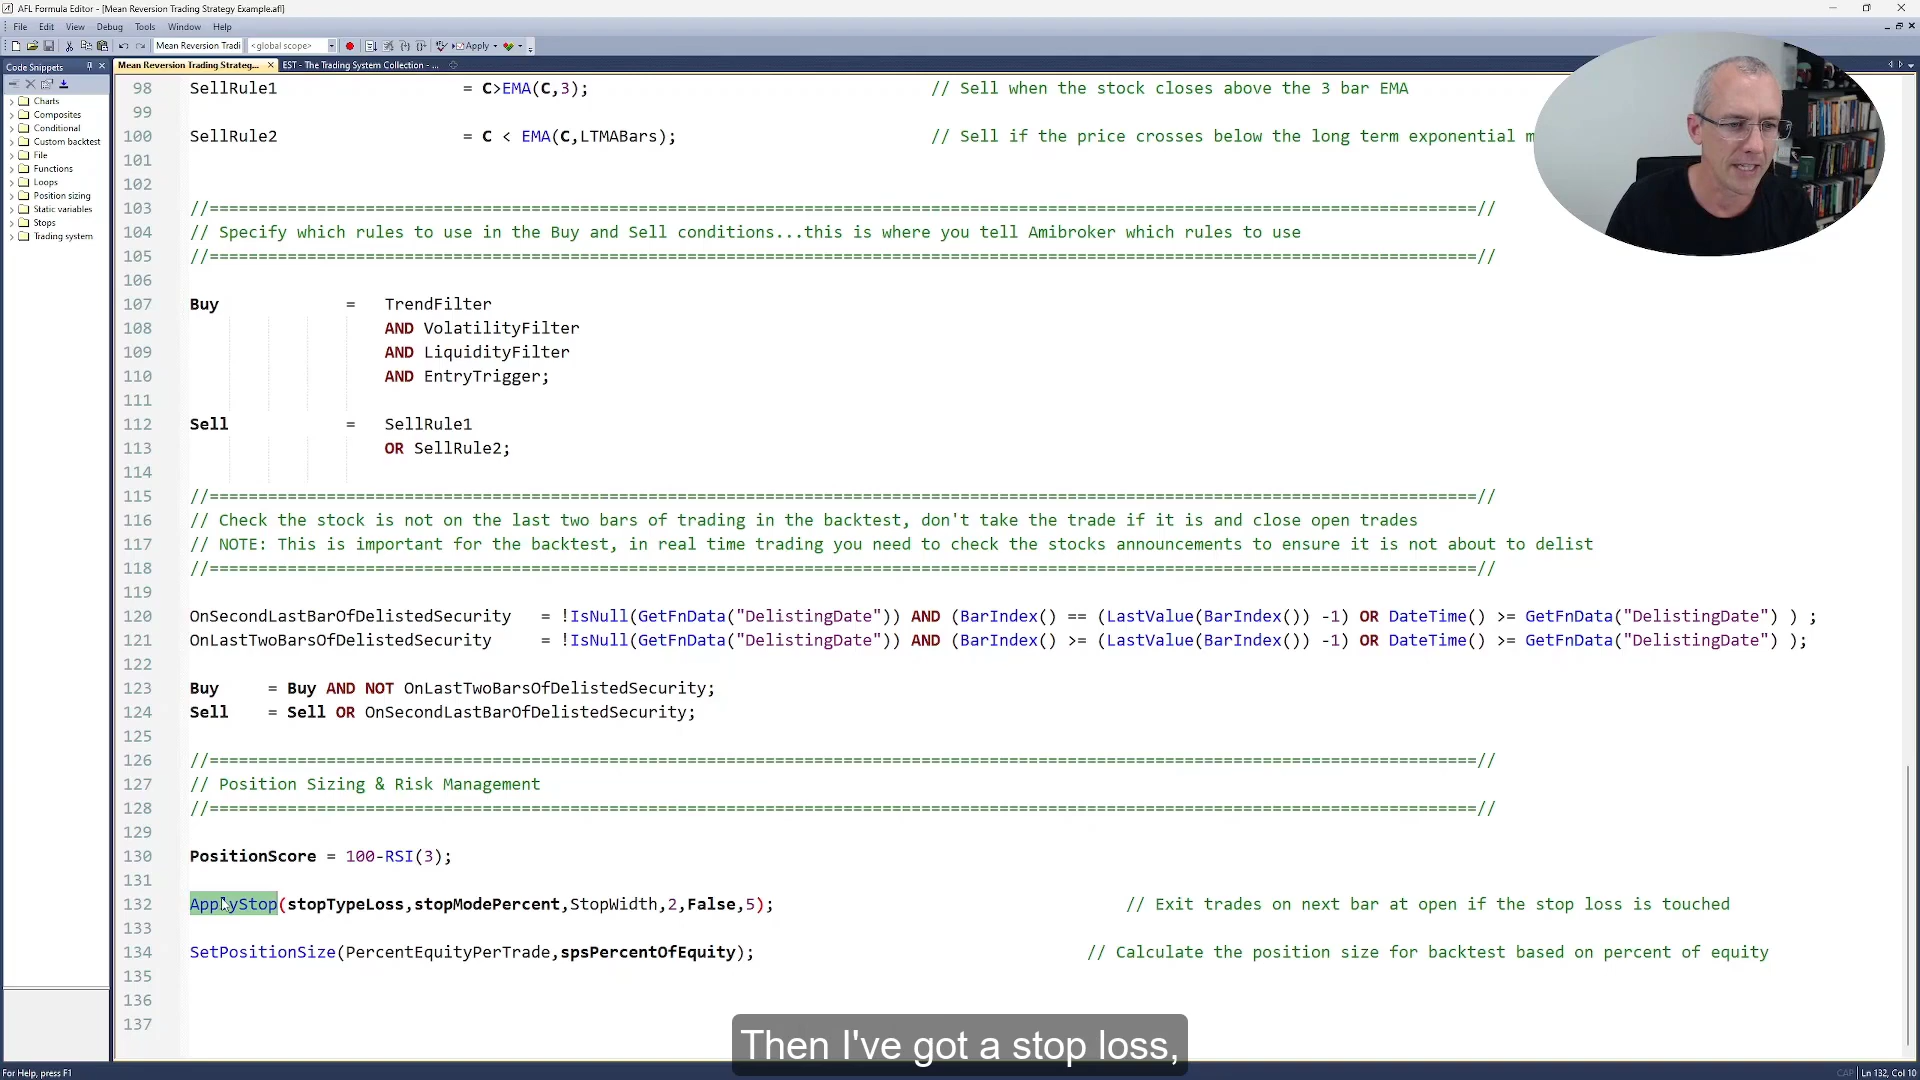 AFL Formula Editor - [Mean Reversion Trading Strategy Example.afl]
File Edit View Debug Tools Window Help
Mean Reversion Tradi <global scope> Apply
Code Snippets
Mean Reversion Trading Strateg... EST - The Trading System Collection - ...
Charts
Composites
Conditional
Custom backtest
File
Functions
Loops
Position sizing
Static variables
Stops
Trading system
98 SellRule1 = C>EMA(C,3); // Sell when the stock closes above the 3 bar EMA
99
100 SellRule2 = C < EMA(C,LTMABars); // Sell if the price crosses below the long term exponential m
101
102
103 //==================================================================================================================================//
104 // Specify which rules to use in the Buy and Sell conditions...this is where you tell Amibroker which rules to use
105 //==================================================================================================================================//
106
107 Buy = TrendFilter
108 AND VolatilityFilter
109 AND LiquidityFilter
110 AND EntryTrigger;
111
112 Sell = SellRule1
113 OR SellRule2;
114
115 //==================================================================================================================================//
116 // Check the stock is not on the last two bars of trading in the backtest, don't take the trade if it is and close open trades
117 // NOTE: This is important for the backtest, in real time trading you need to check the stocks announcements to ensure it is not about to delist
118 //==================================================================================================================================//
119
120 OnSecondLastBarOfDelistedSecurity = !IsNull(GetFnData("DelistingDate")) AND (BarIndex() == (LastValue(BarIndex()) -1) OR DateTime() >= GetFnData("DelistingDate") ) ;
121 OnLastTwoBarsOfDelistedSecurity = !IsNull(GetFnData("DelistingDate")) AND (BarIndex() >= (LastValue(BarIndex()) -1) OR DateTime() >= GetFnData("DelistingDate") );
122
123 Buy = Buy AND NOT OnLastTwoBarsOfDelistedSecurity;
124 Sell = Sell OR OnSecondLastBarOfDelistedSecurity;
125
126 //==================================================================================================================================//
127 // Position Sizing & Risk Management
128 //==================================================================================================================================//
129
130 PositionScore = 100-RSI(3);
131
132 ApplyStop(stopTypeLoss,stopModePercent,StopWidth,2,False,5); // Exit trades on next bar at open if the stop loss is touched
133
134 SetPositionSize(PercentEquityPerTrade,spsPercentOfEquity); // Calculate the position size for backtest based on percent of equity
135
136
137
Then I've got a stop loss,
For Help, press F1
CAP Ln 132, Col 10